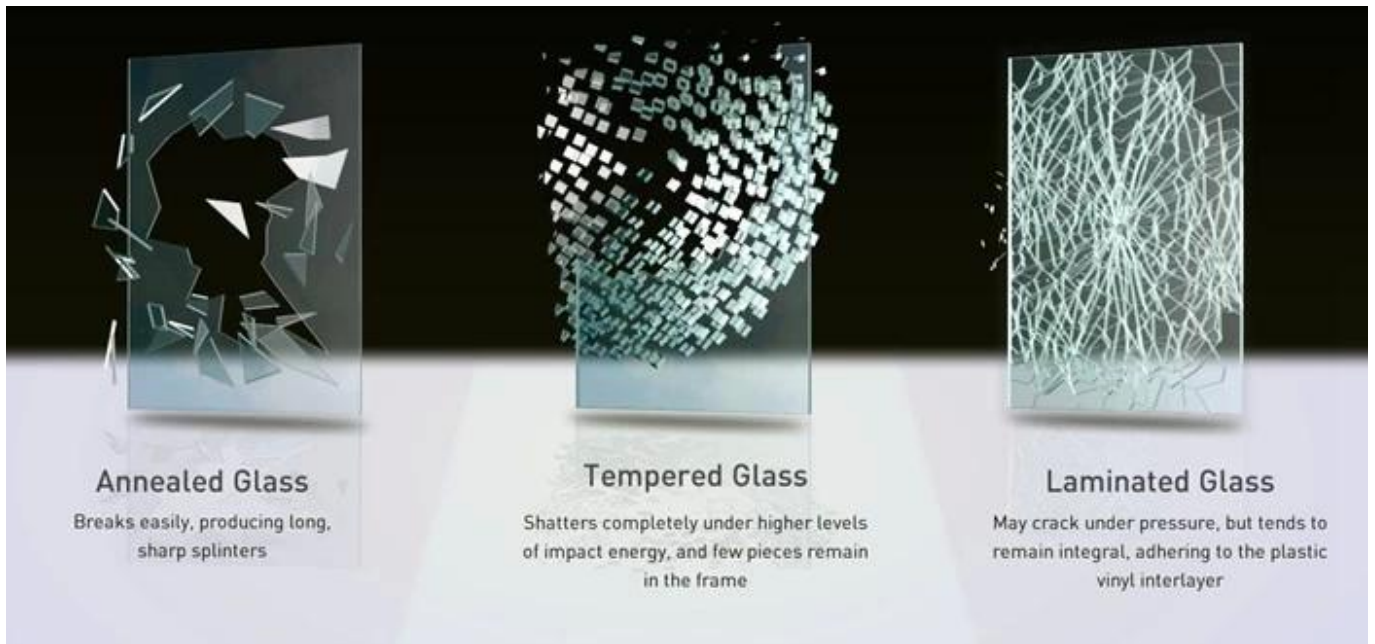 Annealed Glass
Breaks easily, producing long,
sharp splinters
Tempered Glass
Shatters completely under higher levels
of impact energy, and few pieces remain
in the frame
Laminated Glass
May crack under pressure, but tends to
remain integral, adhering to the plastic
vinyl interlayer